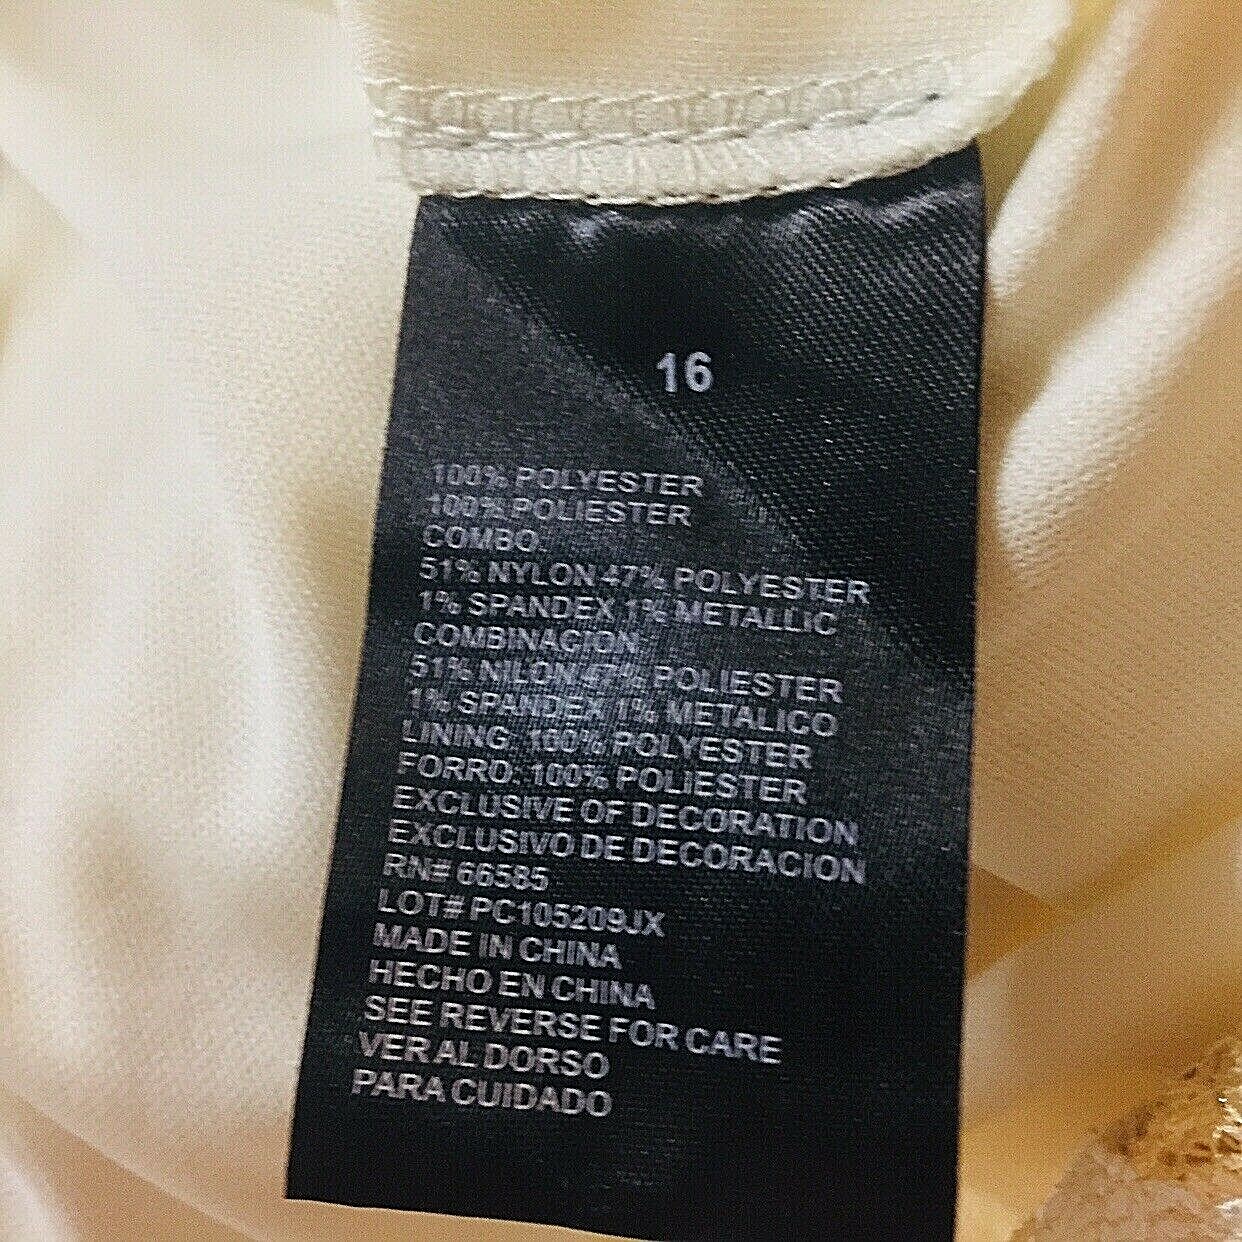 16
100% POLYESTER
100% POLIESTER
COMBO:
51% NYLON 47% POLYESTER
1% SPANDEX 1% METALLIC
COMBINACION:
51% NILON 47% POLIESTER
1% SPANDEX 1% METALICO
LINING: 100% POLYESTER
FORRO: 100% POLIESTER
EXCLUSIVE OF DECORATION
EXCLUSIVO DE DECORACION
RN# 66585
LOT# PC105209JX
MADE IN CHINA
HECHO EN CHINA
SEE REVERSE FOR CARE
VER AL DORSO
PARA CUIDADO